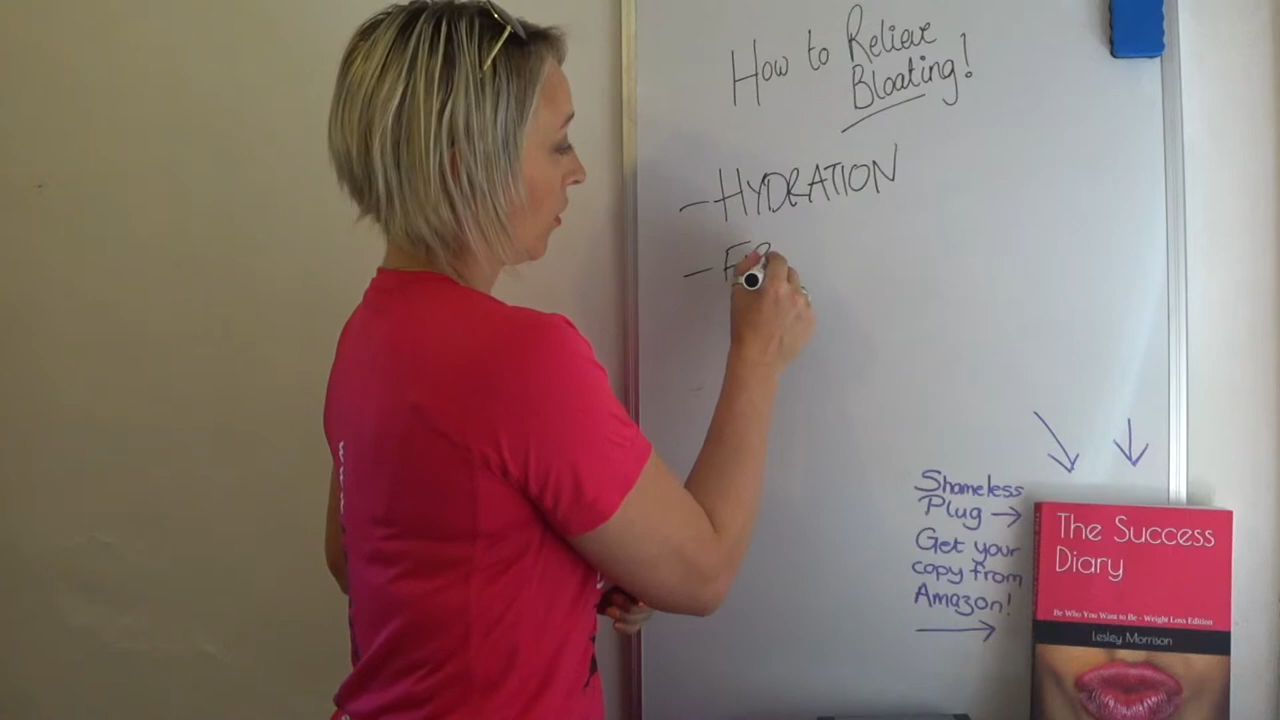 How to Relieve
Bloating!
- HYDRATION
-
Shameless
Plug →
Get your
copy from
Amazon!
The Success
Diary
Be Who You Want to Be - Weight Loss Edition
Lesley Morrison